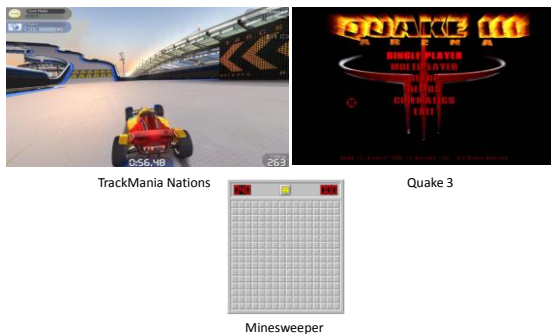 0:56.48
263
QUAKE III
ARENA
SINGLE PLAYER
MULTIPLAYER
SETUP
DEMOS
CINEMATICS
EXIT
TrackMania Nations
Quake 3
Minesweeper